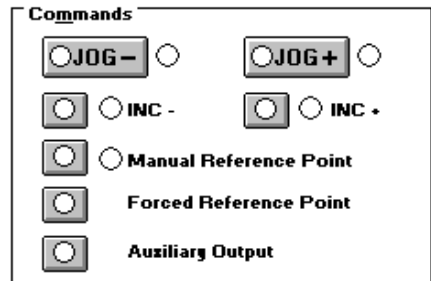 Commands
JOG- JOG+
INC - INC +
Manual Reference Point
Forced Reference Point
Auxiliary Output